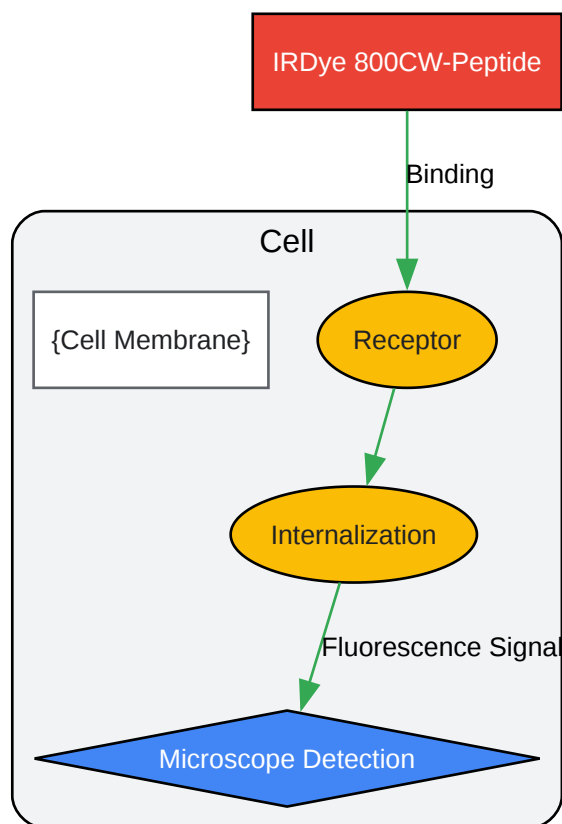 IRDye 800CW-Peptide
Binding
Cell
{Cell Membrane}
Receptor
Internalization
Fluorescence Signal
Microscope Detection